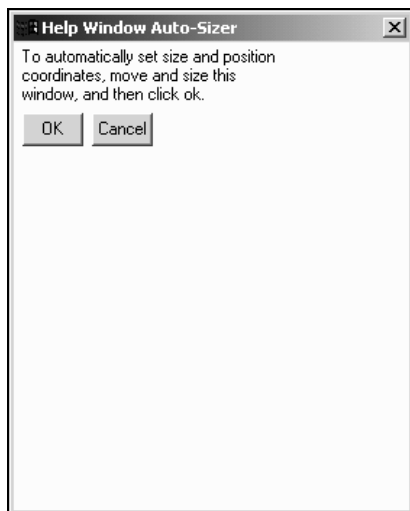 Help Window Auto-Sizer
To automatically set size and position
coordinates, move and size this
window, and then click ok.
OK Cancel